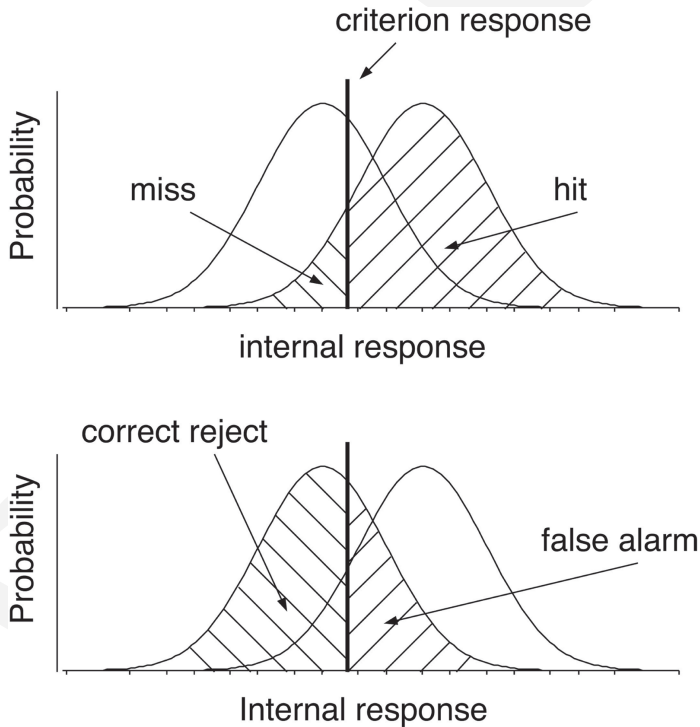 criterion response
Probability
miss
hit
internal response
correct reject
Probability
false alarm
Internal response